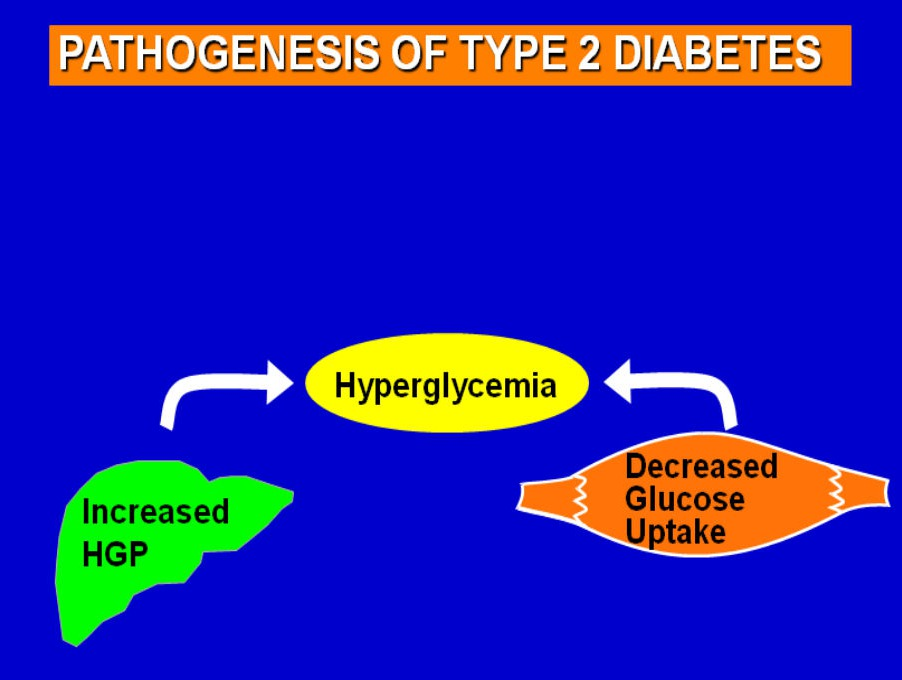 PATHOGENESIS OF TYPE 2 DIABETES
Hyperglycemia
Increased
HGP
Decreased
Glucose
Uptake